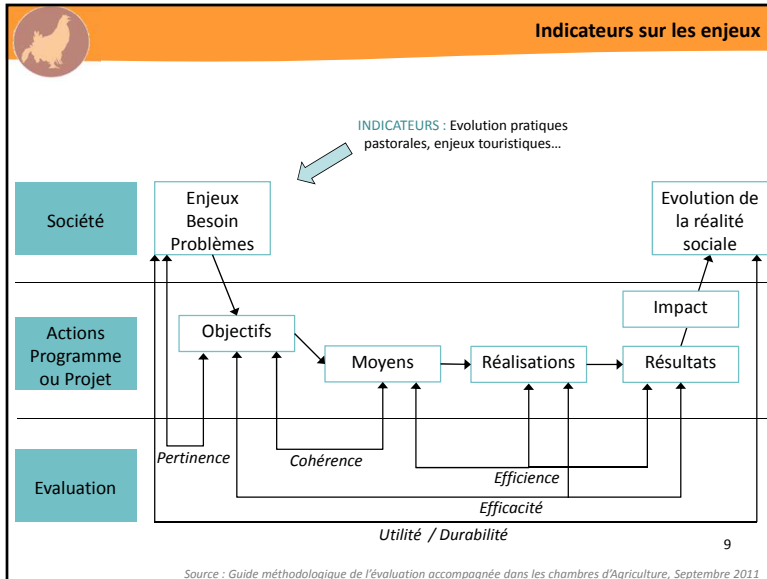 Indicateurs sur les enjeux
INDICATEURS : Evolution pratiques
pastorales, enjeux touristiques…
Société
Enjeux
Besoin
Problèmes
Evolution de
la réalité
sociale
Impact
Actions
Programme
ou Projet
Objectifs
Moyens
Réalisations
Résultats
Evaluation
Pertinence
Cohérence
Efficience
Efficacité
Utilité / Durabilité
9
Source : Guide méthodologique de l'évaluation accompagnée dans les chambres d'Agriculture, Septembre 2011